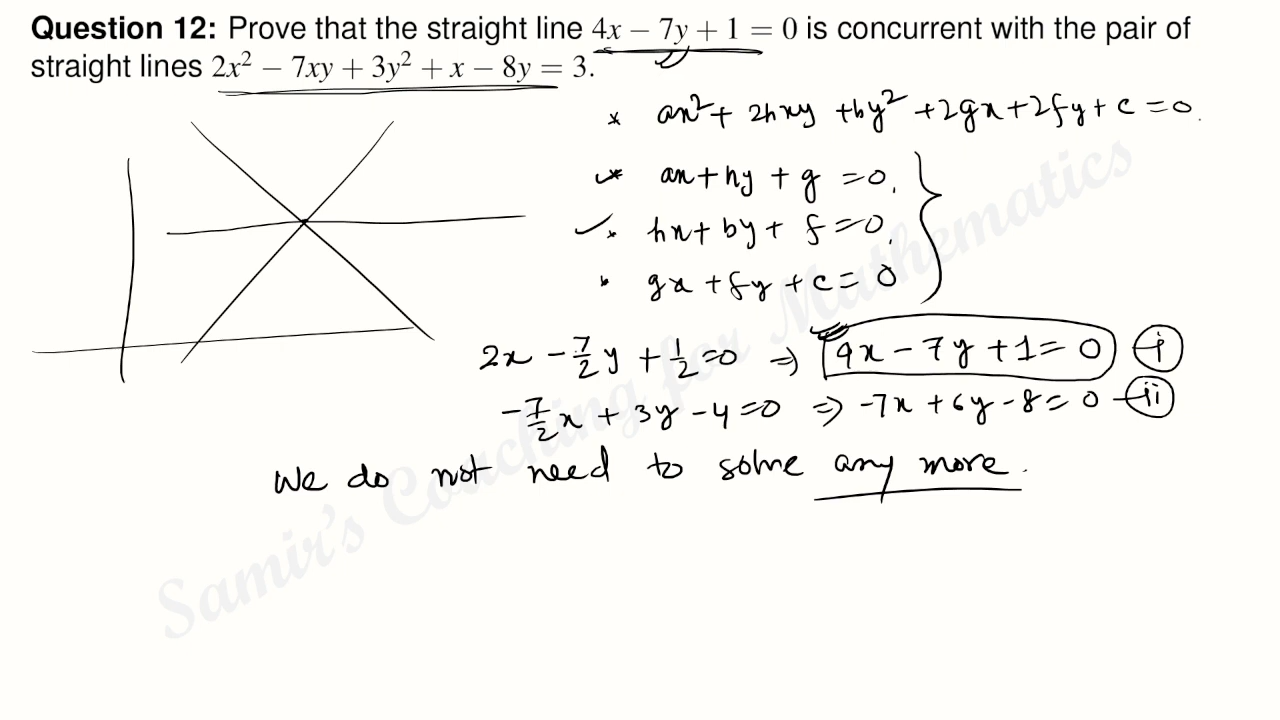 Question 12: Prove that the straight line 4x − 7y + 1 = 0 is concurrent with the pair of
straight lines 2x² − 7xy + 3y² + x − 8y = 3.
* ax² + 2hxy + by² + 2gx + 2fy + c = 0.
* ax + hy + g = 0,
* hx + by + f = 0,
• gx + fy + c = 0
2x − 7/2 y + 1/2 = 0 ⇒ 4x − 7y + 1 = 0 — i
−7/2 x + 3y − 4 = 0 ⇒ −7x + 6y − 8 = 0 — ii
We do not need to solve any more.
Samir's Coaching for Mathematics